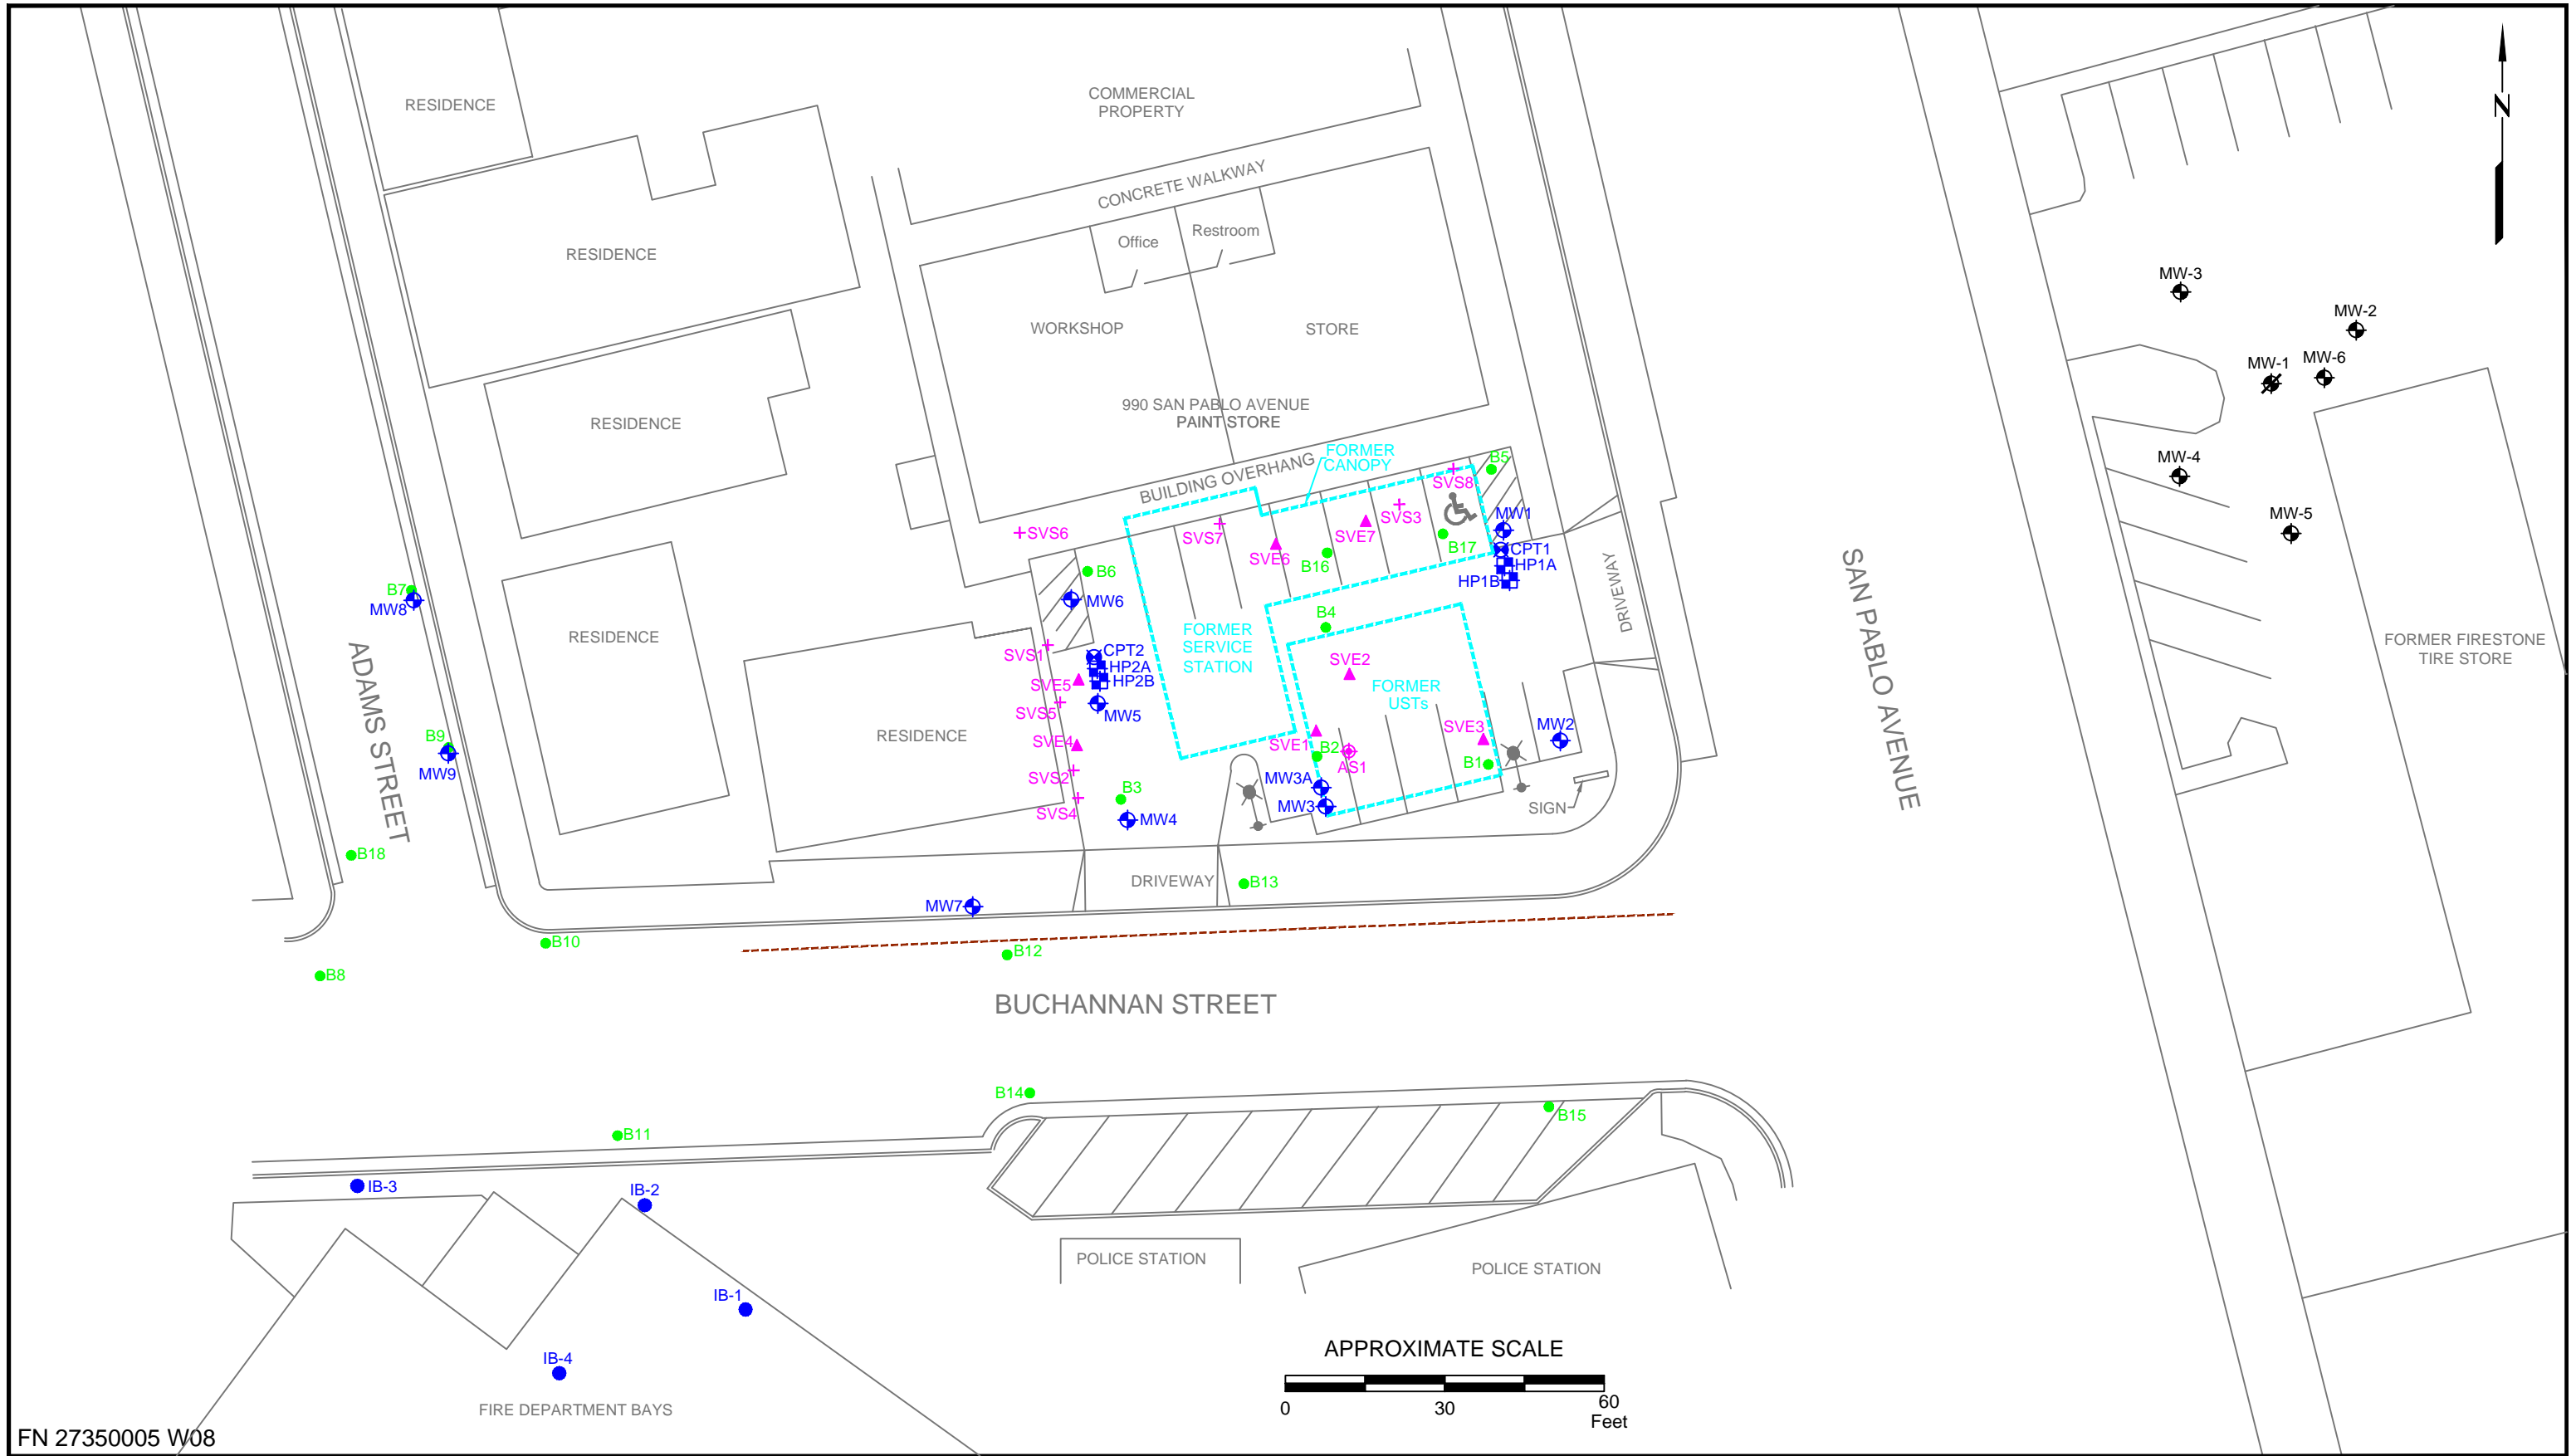 RESIDENCE
COMMERCIAL
PROPERTY
N
CONCRETE WALKWAY
Office
Restroom
RESIDENCE
MW-3
MW-2
WORKSHOP
STORE
MW-1
MW-6
990 SAN PABLO AVENUE
PAINT STORE
RESIDENCE
FORMER
CANOPY
BUILDING OVERHANG
B5
MW-4
SVS8
SVS3
MW-5
MW1
SVS6
SVS7
SVE7
B17
CPT1
SVE6
B16
HP1A
B6
HP1B
B7
MW8
MW6
DRIVEWAY
B4
FORMER
SERVICE
STATION
RESIDENCE
SAN PABLO AVENUE
FORMER FIRESTONE
TIRE STORE
SVS1
CPT2
HP2A
HP2B
SVE2
SVE5
FORMER
USTs
ADAMS STREET
SVS5
MW5
SVE3
MW2
B9
RESIDENCE
SVE4
SVE1
B2
MW9
SVS2
AS1
B1
B3
MW3A
SVS4
MW4
MW3
SIGN
B18
DRIVEWAY
B13
MW7
B10
B12
B8
BUCHANNAN STREET
B14
B15
B11
IB-3
IB-2
POLICE STATION
POLICE STATION
IB-1
APPROXIMATE SCALE
IB-4
0
30
60
Feet
FIRE DEPARTMENT BAYS
FN 27350005 W08